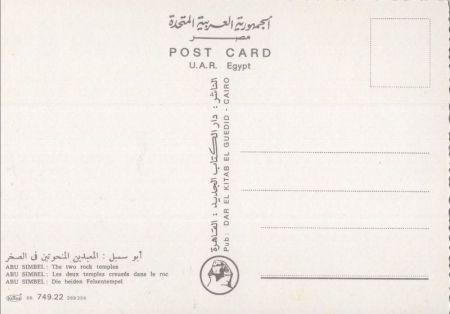 الجمهورية العربية المتحدة
مصر
POST CARD
U.A.R. Egypt
الناشر : دار الكتاب الجديد : القاهرة
Pub : DAR EL KITAB EL GUEDID - CAIRO
أبو سمبل : المعبدين المنحوتين فى الصخر
ABU SIMBEL : The two rock temples
ABU SIMBEL : Les deux temples creusés dans le roc
ABU SIMBEL : Die beiden Felsentempel
749.22